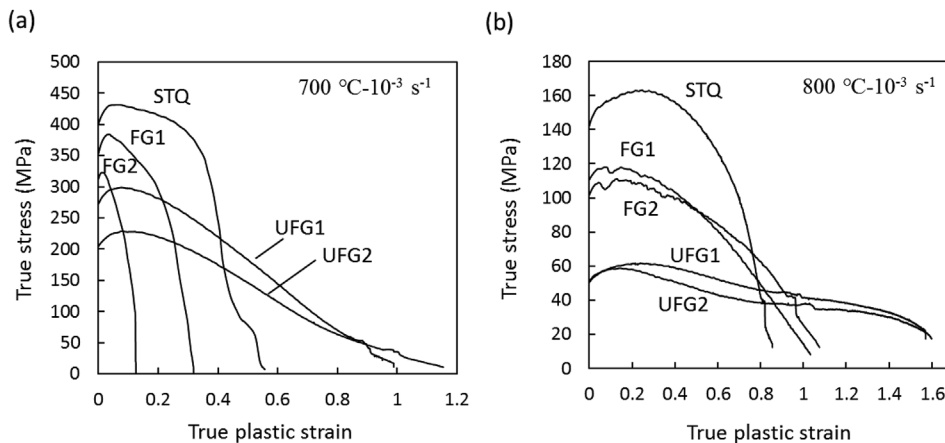 (a)
True stress (MPa)
500
450
400
350
300
250
200
150
100
50
0
700 °C-10⁻³ s⁻¹
STQ
FG1
FG2
UFG1
UFG2
0 0.2 0.4 0.6 0.8 1 1.2
True plastic strain
(b)
True stress (MPa)
180
160
140
120
100
80
60
40
20
0
800 °C-10⁻³ s⁻¹
STQ
FG1
FG2
UFG1
UFG2
0 0.2 0.4 0.6 0.8 1.0 1.2 1.4 1.6
True plastic strain